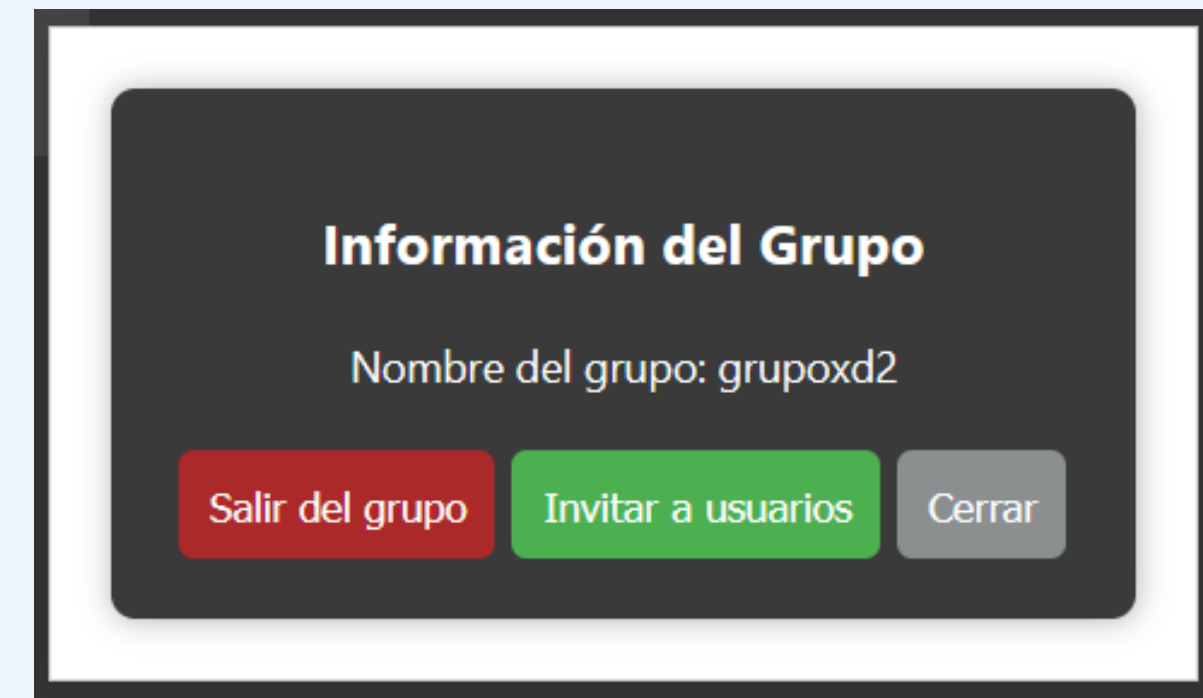 Información del Grupo
Nombre del grupo: grupoxd2
Salir del grupo Invitar a usuarios Cerrar